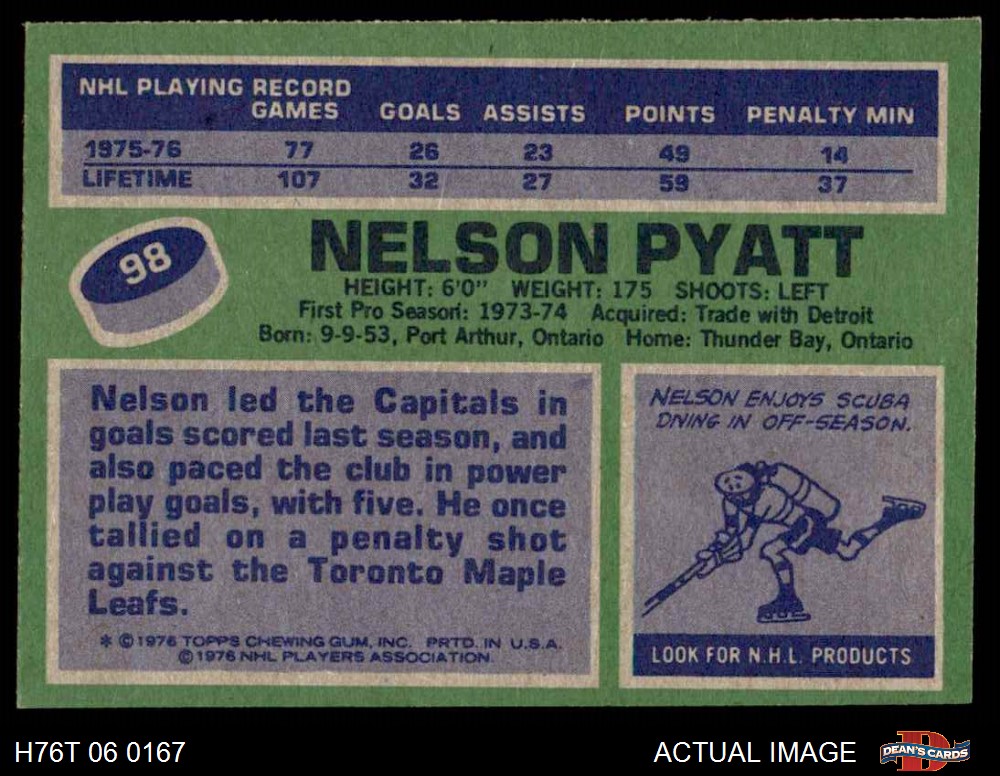 NHL PLAYING RECORD
GAMES GOALS ASSISTS POINTS PENALTY MIN
1975-76 77 26 23 49 14
LIFETIME 107 32 27 59 37
98
NELSON PYATT
HEIGHT: 6'0" WEIGHT: 175 SHOOTS: LEFT
First Pro Season: 1973-74 Acquired: Trade with Detroit
Born: 9-9-53, Port Arthur, Ontario Home: Thunder Bay, Ontario
Nelson led the Capitals in
goals scored last season, and
also paced the club in power
play goals, with five. He once
tallied on a penalty shot
against the Toronto Maple
Leafs.
* © 1976 TOPPS CHEWING GUM, INC. PRTD. IN U.S.A.
© 1976 NHL PLAYERS ASSOCIATION.
NELSON ENJOYS SCUBA
DIVING IN OFF-SEASON.
LOOK FOR N.H.L. PRODUCTS
H76T 06 0167
ACTUAL IMAGE
D
DEAN'S CARDS